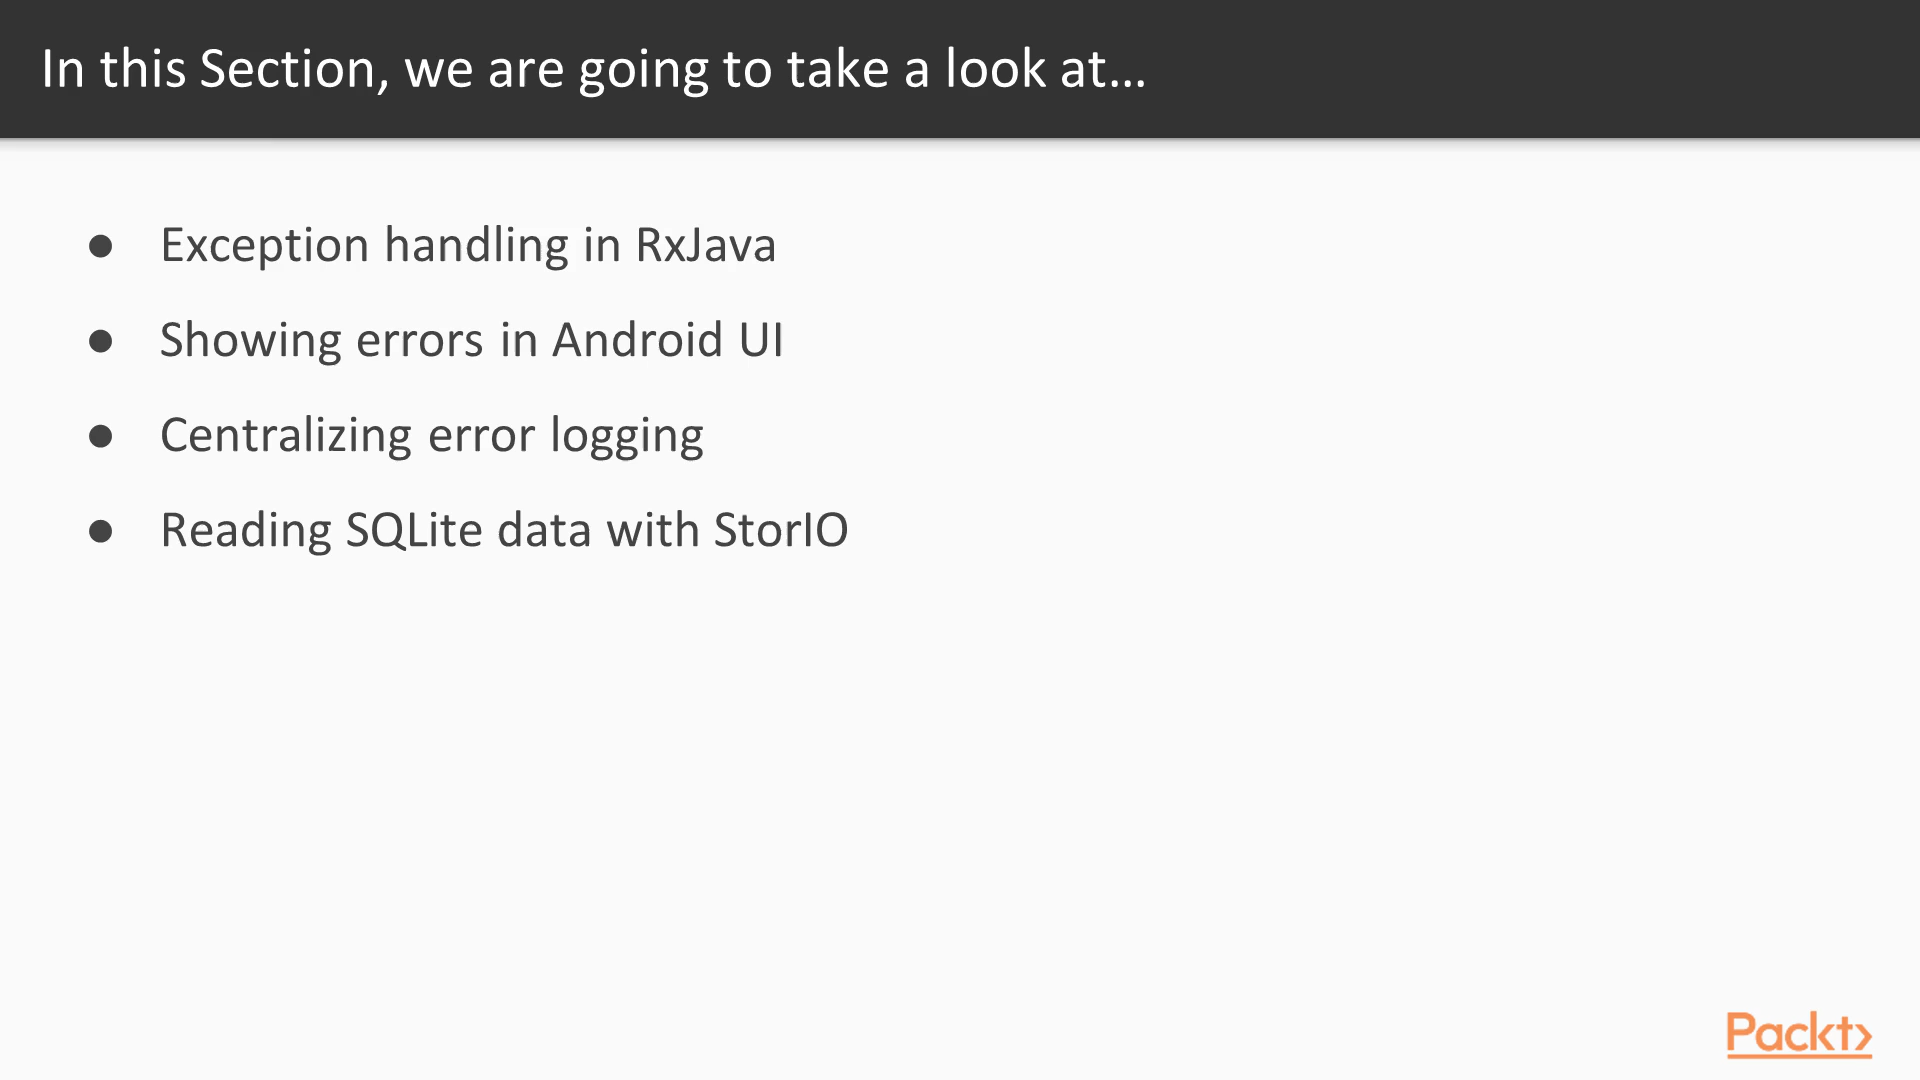 In this Section, we are going to take a look at...
● Exception handling in RxJava
● Showing errors in Android UI
● Centralizing error logging
● Reading SQLite data with StorIO
Packt>